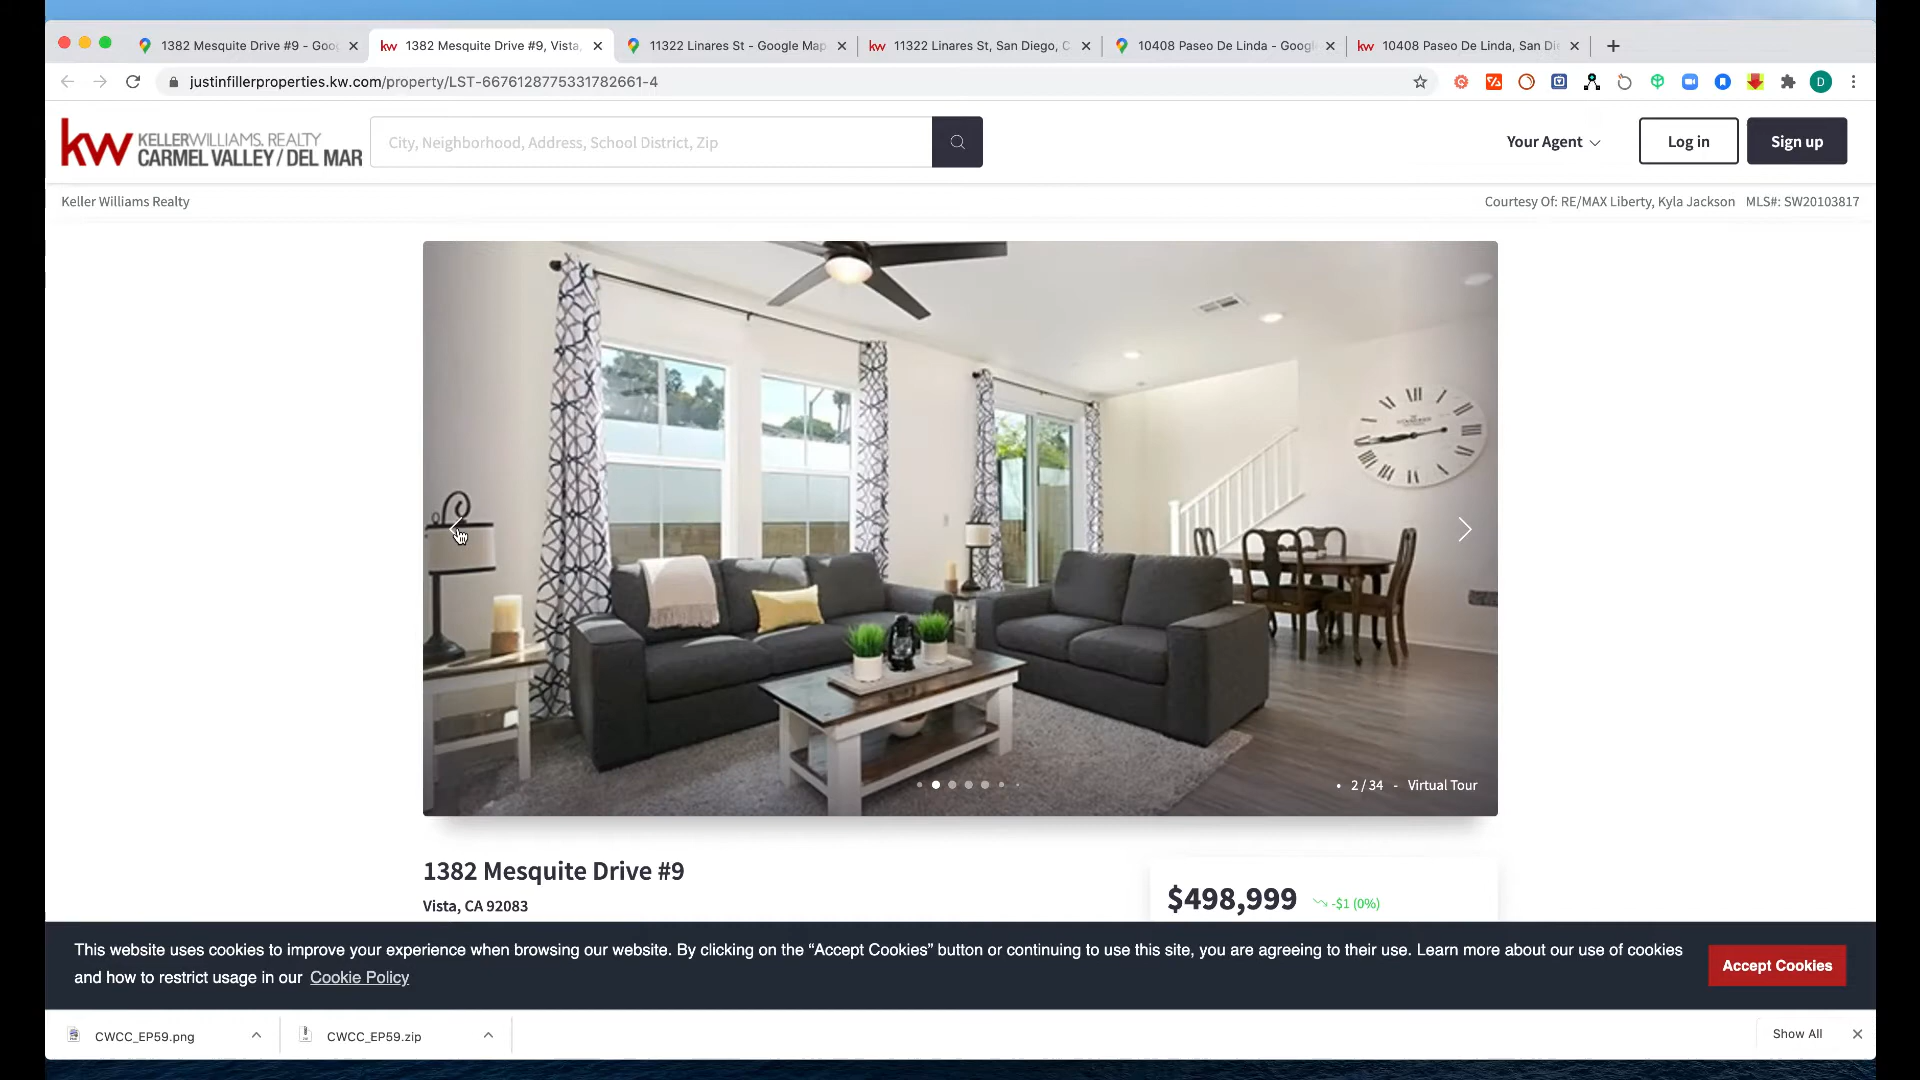 1382 Mesquite Drive #9 - Goo
1382 Mesquite Drive #9, Vista,
11322 Linares St - Google Map
11322 Linares St, San Diego, C
10408 Paseo De Linda - Googl
10408 Paseo De Linda, San Di
justinfillerproperties.kw.com/property/LST-6676128775331782661-4
D
kw KELLERWILLIAMS. REALTY
CARMEL VALLEY / DEL MAR
City, Neighborhood, Address, School District, Zip
Your Agent
Log in
Sign up
Keller Williams Realty
Courtesy Of: RE/MAX Liberty, Kyla Jackson MLS#: SW20103817
• 2 / 34 - Virtual Tour
1382 Mesquite Drive #9
Vista, CA 92083
$498,999 -$1 (0%)
This website uses cookies to improve your experience when browsing our website. By clicking on the “Accept Cookies” button or continuing to use this site, you are agreeing to their use. Learn more about our use of cookies
and how to restrict usage in our Cookie Policy
Accept Cookies
CWCC_EP59.png
CWCC_EP59.zip
Show All